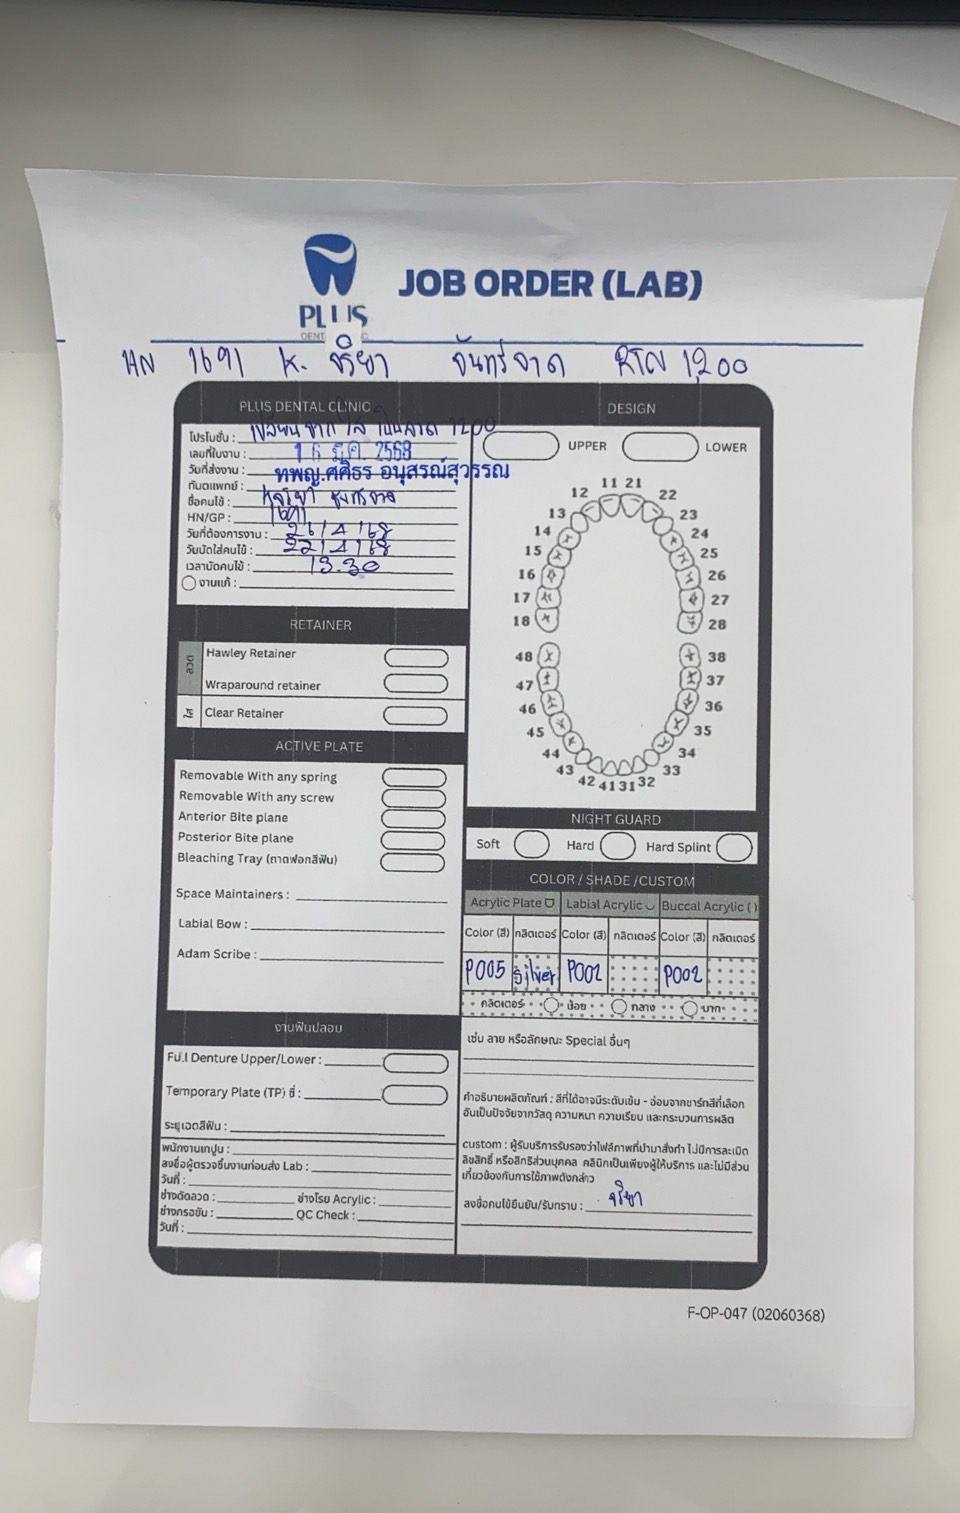 PLUS
JOB ORDER (LAB)
HN 1691 K. จริยา จันทร์จาด RTN 1,200
PLUS DENTAL CLINIC
โปรโมชั่น : เปลี่ยนจากใส เป็นลวด 1200
เลขที่ใบงาน :
วันที่ส่งงาน : 16 มี.ค. 2568
ทันตแพทย์ : ทพญ.ศศิธร อนุสรณ์สุวรรณ
ชื่อคนไข้ :
HN/GP : 1691
วันที่ต้องการงาน : 21/4/68
วันนัดใส่คนไข้ : 22/4/68
เวลานัดคนไข้ : 13.30
งานแก้ :
DESIGN
UPPER LOWER
11 21
12 22
13 23
14 24
15 25
16 26
17 27
18 28
48 38
47 37
46 36
45 35
44 34
43 33
42 41 31 32
RETAINER
ลวด
Hawley Retainer
Wraparound retainer
ใส
Clear Retainer
ACTIVE PLATE
Removable With any spring
Removable With any screw
Anterior Bite plane
Posterior Bite plane
Bleaching Tray (ถาดฟอกสีฟัน)
Space Maintainers :
Labial Bow :
Adam Scribe :
NIGHT GUARD
Soft Hard Hard Splint
COLOR / SHADE /CUSTOM
Acrylic Plate Labial Acrylic Buccal Acrylic ( )
Color (สี) กลิตเตอร์ Color (สี) กลิตเตอร์ Color (สี) กลิตเตอร์
P005 Silver P002 P002
กลิตเตอร์ น้อย กลาง มาก
เช่น ลาย หรือลักษณะ Special อื่นๆ
งานฟันปลอม
Full Denture Upper/Lower :
Temporary Plate (TP) ซี่ :
ระบุเฉดสีฟัน :
พนักงานเทปูน :
ลงชื่อผู้ตรวจชิ้นงานก่อนส่ง Lab :
วันที่ :
ช่างดัดลวด : ช่างโรย Acrylic :
ช่างกรอขัน : QC Check :
วันที่ :
คำอธิบายผลิตภัณฑ์ : สีที่ได้อาจมีระดับเข้ม - อ่อนจากชาร์ทสีที่เลือก
อันเป็นปัจจัยจากวัสดุ ความหนา ความเรียบ และกระบวนการผลิต
custom : ผู้รับบริการรับรองว่าไฟล์ภาพที่นำมาสั่งทำ ไม่มีการละเมิด
ลิขสิทธิ์ หรือสิทธิส่วนบุคคล คลินิกเป็นเพียงผู้ให้บริการ และไม่มีส่วน
เกี่ยวข้องกับการใช้ภาพดังกล่าว
ลงชื่อคนไข้ยืนยัน/รับทราบ : จริยา
F-OP-047 (02060368)